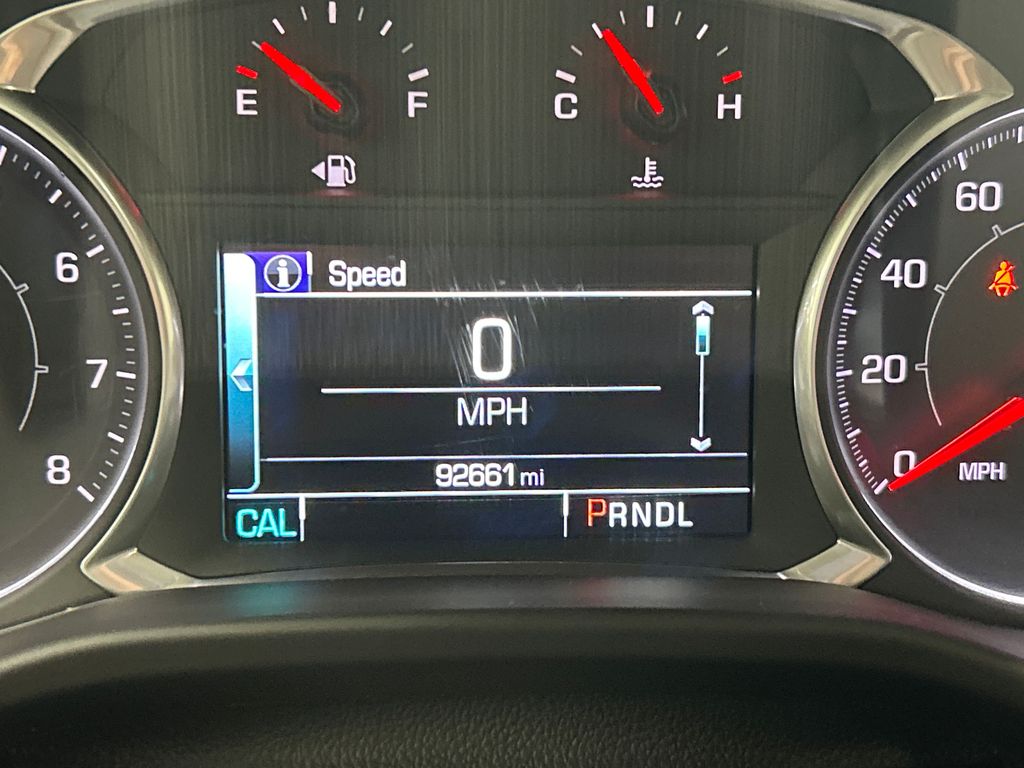 E F C H
Speed
0
MPH
92661 mi
CAL PRNDL
6
7
8
60
40
20
0
MPH